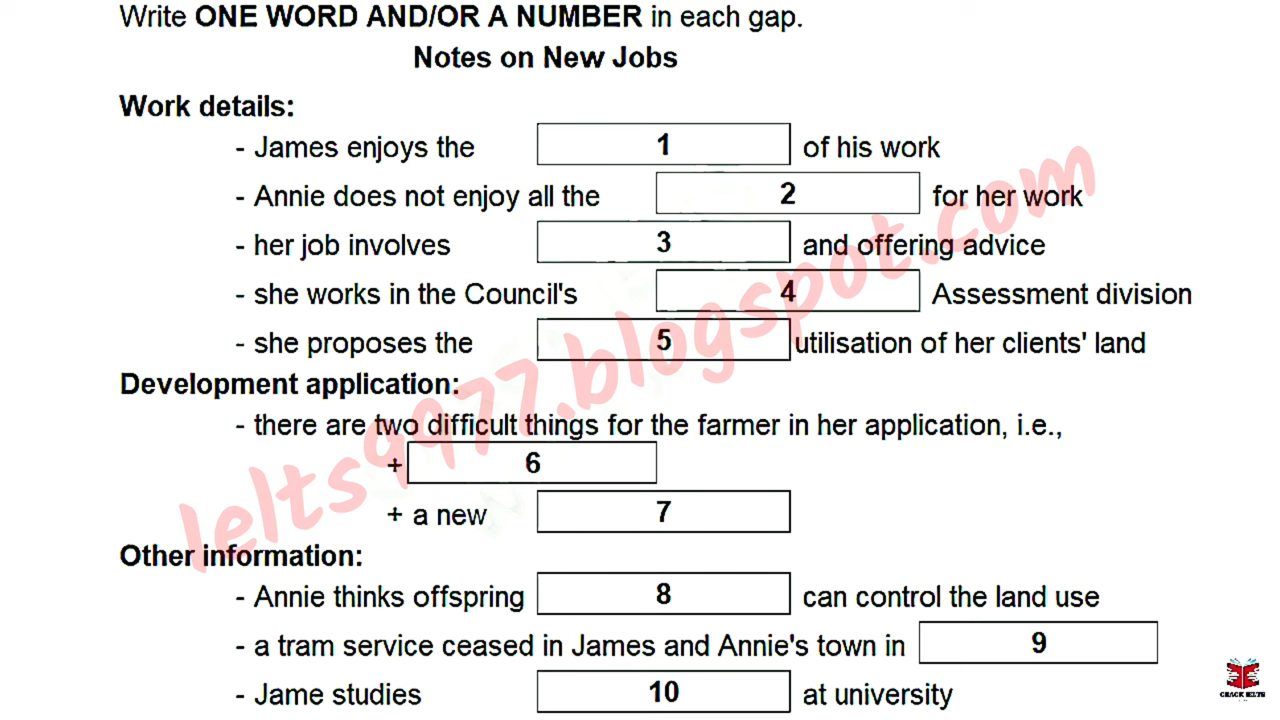 Write ONE WORD AND/OR A NUMBER in each gap.
Notes on New Jobs
Work details:
- James enjoys the 1 of his work
- Annie does not enjoy all the 2 for her work
- her job involves 3 and offering advice
- she works in the Council's 4 Assessment division
- she proposes the 5 utilisation of her clients' land
Development application:
- there are two difficult things for the farmer in her application, i.e.,
+ 6
+ a new 7
Other information:
- Annie thinks offspring 8 can control the land use
- a tram service ceased in James and Annie's town in 9
- Jame studies 10 at university
Ielts9977.blogspot.com
CRACK IELTS